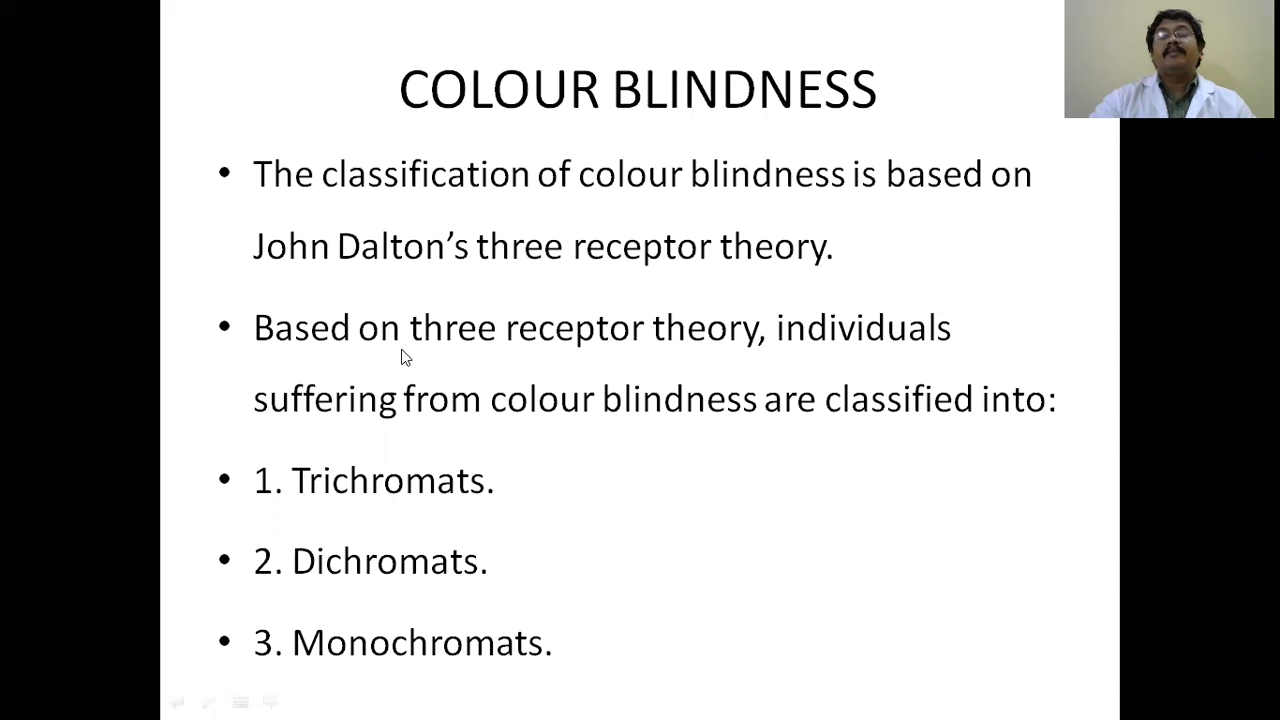 COLOUR BLINDNESS
• The classification of colour blindness is based on
John Dalton’s three receptor theory.
• Based on three receptor theory, individuals
suffering from colour blindness are classified into:
• 1. Trichromats.
• 2. Dichromats.
• 3. Monochromats.